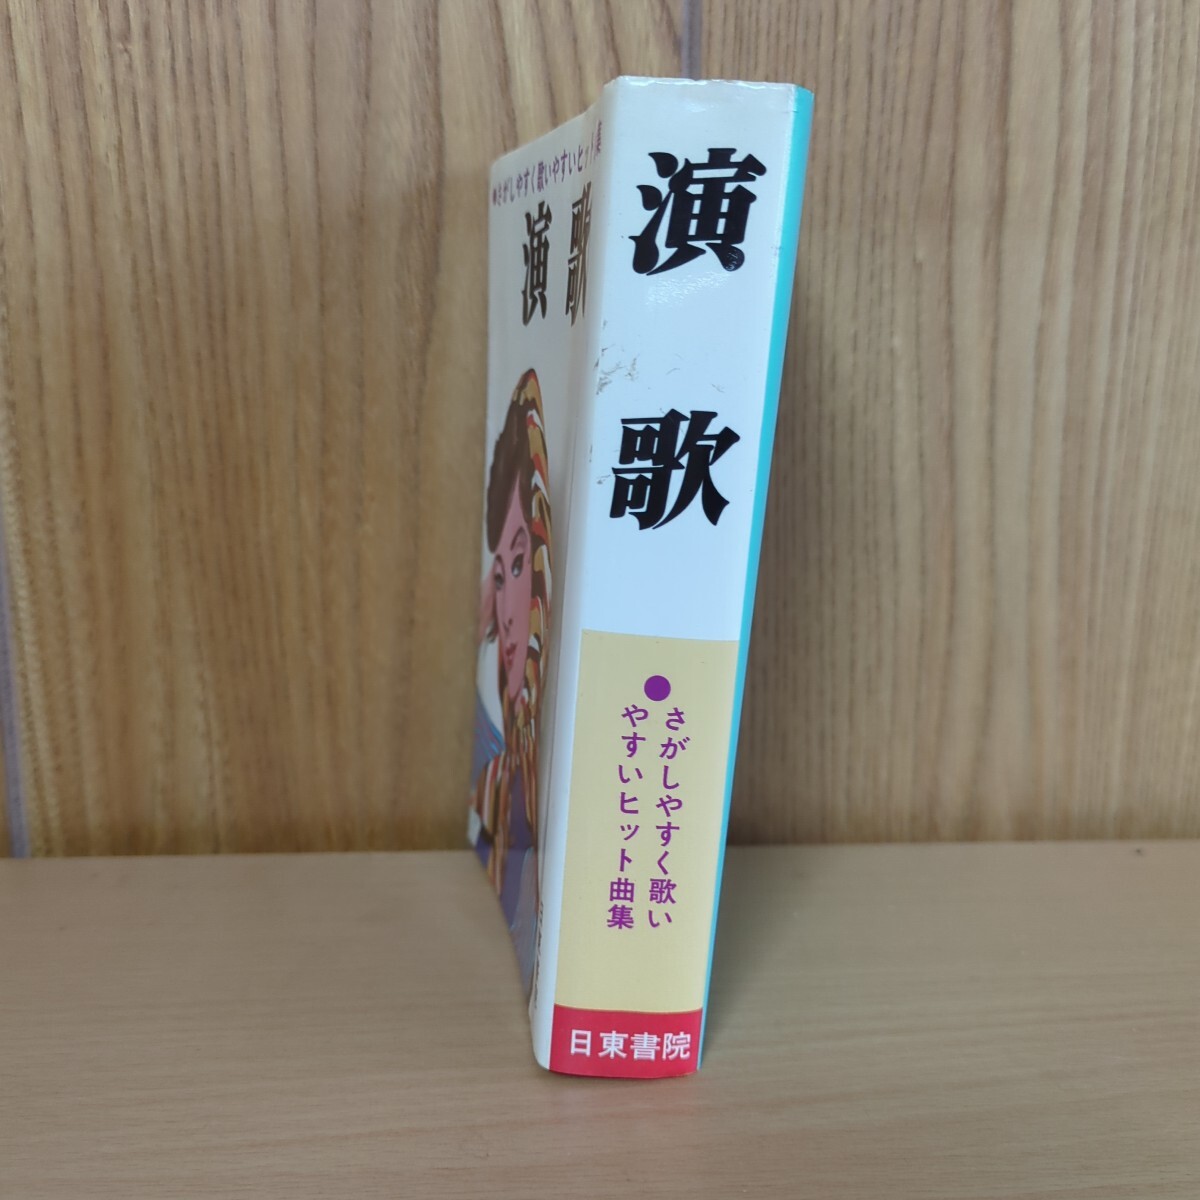 演歌
●さがしやすく歌い
やすいヒット曲集
日東書院
●さがしやすく歌いやすいヒット
集
演歌